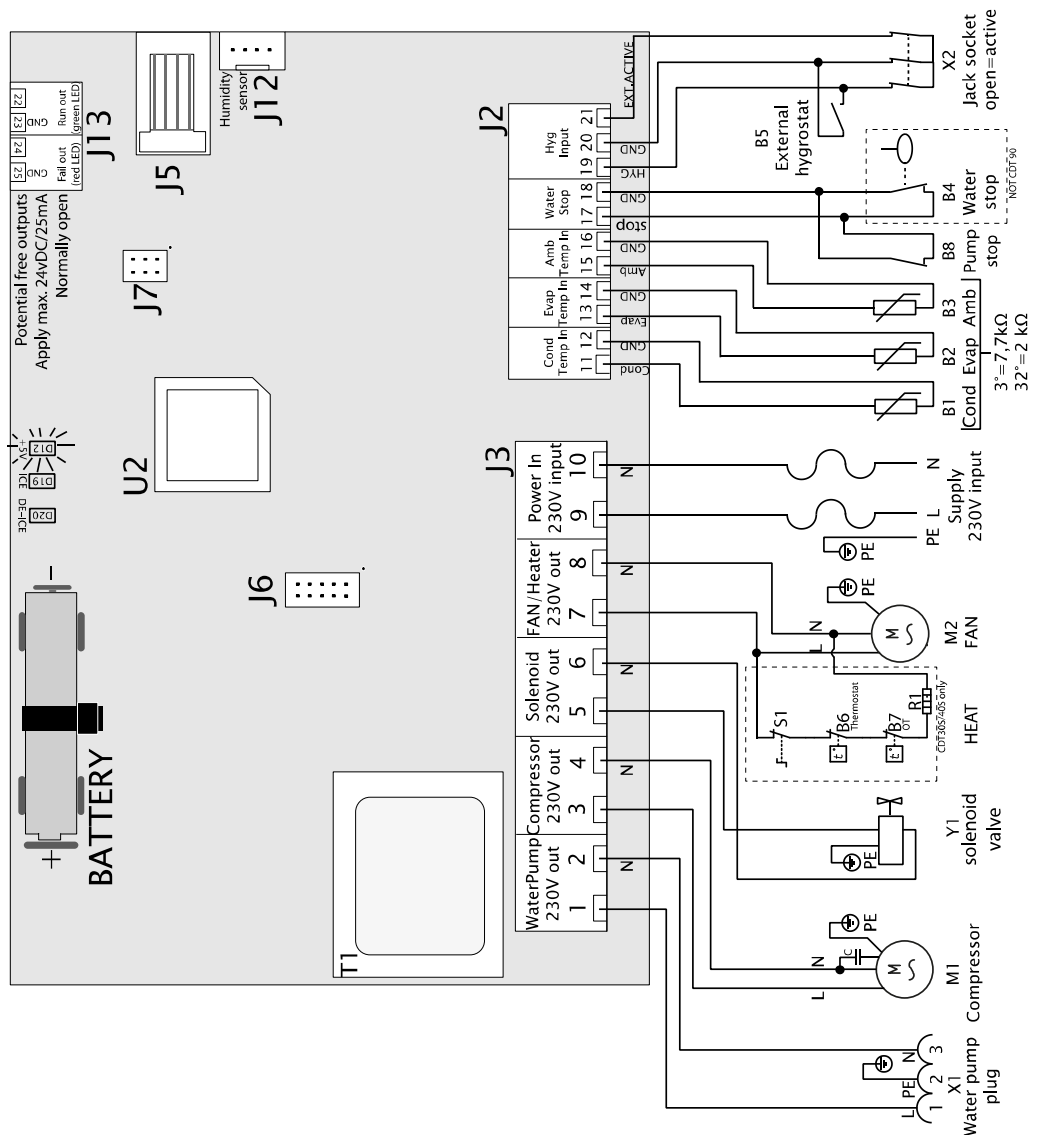 22
23
GND
Run out
(green LED)
24
25
GND
Fail out
(red LED)
J13
Potential free outputs
Apply max. 24vDC/25mA
Normally open
J5
Humidity
sensor
J12
J7
U2
+5V
D12
ICE
D19
DE-ICE
D20
J6
BATTERY
+
–
T1
J2
Hyg
Input
21
20
19
EXT.ACTIVE
GND
HYG
Water
Stop
18
17
GND
stop
Amb
Temp In
16
15
GND
Amb
Evap
Temp In
14
13
GND
Evap
Cond
Temp In
12
11
GND
Cond
J3
Power In
230V input
10
9
N
FAN/Heater
230V out
8
7
N
Solenoid
230V out
6
5
N
Compressor
230V out
4
3
N
WaterPump
230V out
2
1
N
X2
Jack socket
open=active
B5
External
hygrostat
B4
Water
stop
NOT CDT 90
B8
Pump
stop
B3
Amb
B2
Evap
B1
Cond
3°=7,7kΩ
32°=2 kΩ
N
L
PE
PE
Supply
230V input
PE
N
L
M
M2
FAN
S1
B6
Thermostat
t°
B7
OT
t°
R1
CDT30S/40S only
HEAT
PE
Y1
solenoid
valve
PE
C
N
L
M
M1
Compressor
N
PE
L
3
2
1
X1
Water pump
plug